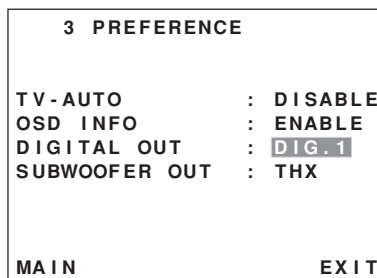 3 PREFERENCE
TV-AUTO : DISABLE
OSD INFO : ENABLE
DIGITAL OUT : DIG.1
SUBWOOFER OUT : THX
MAIN EXIT